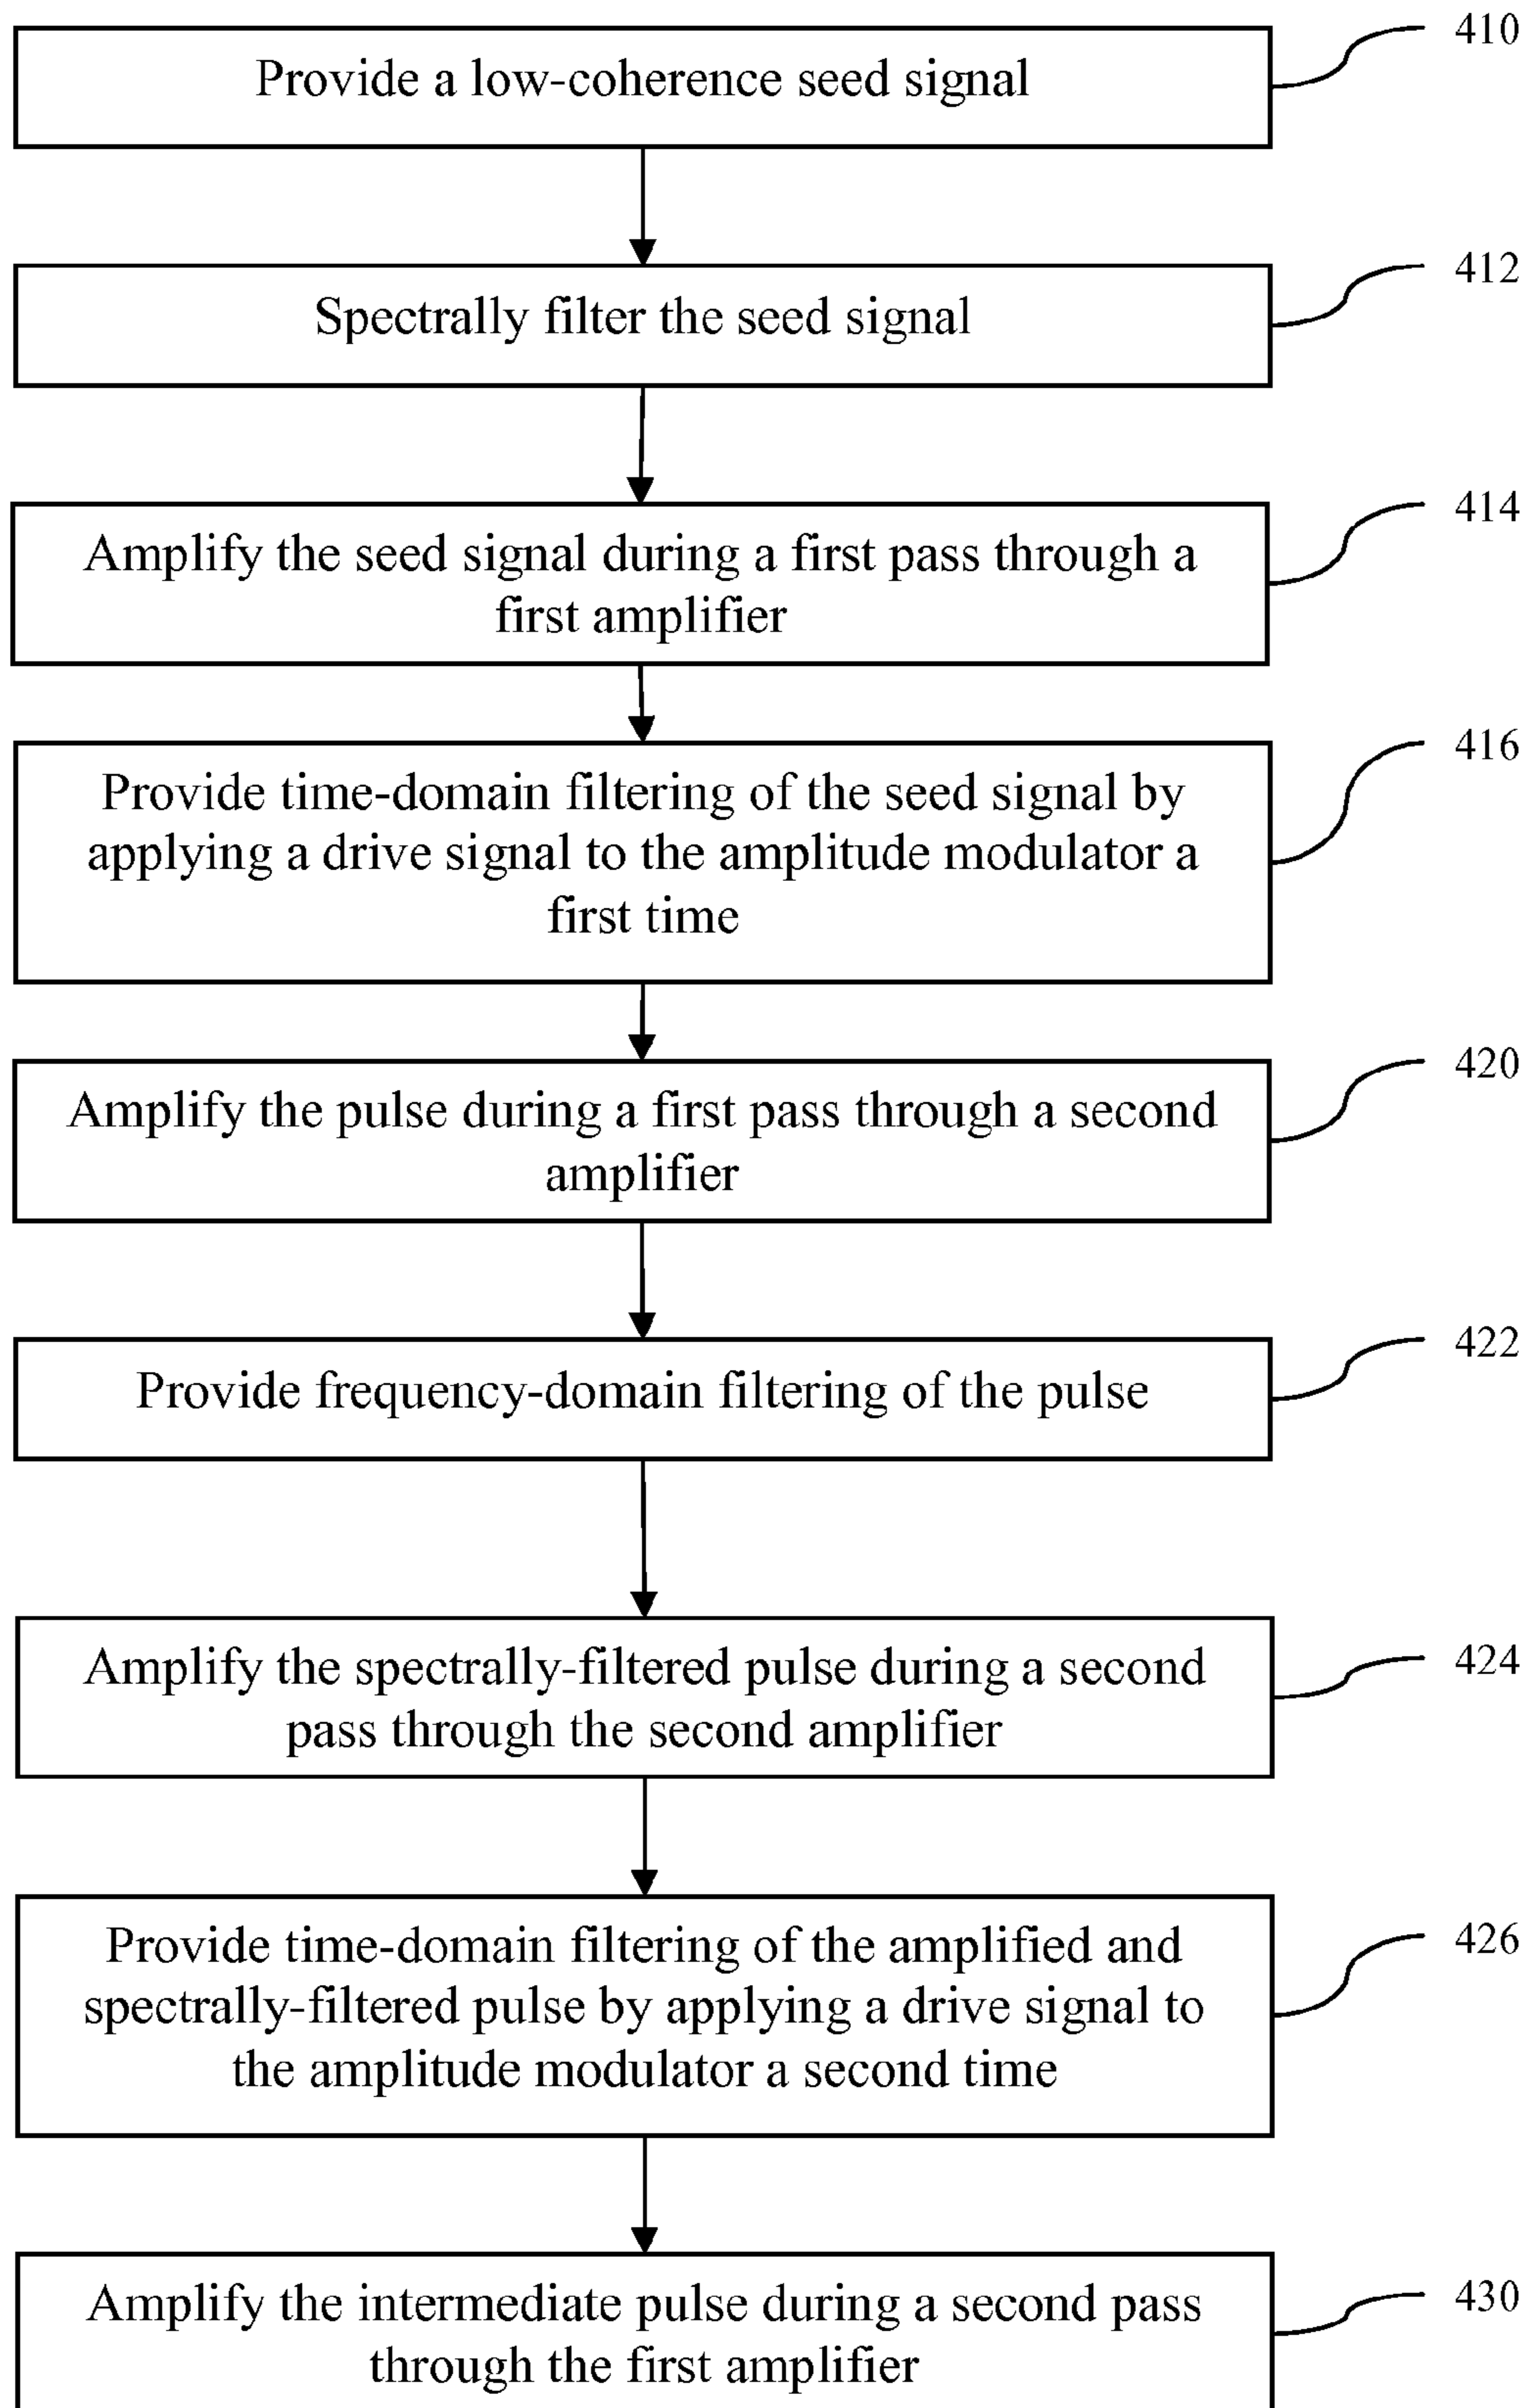 410
Provide a low-coherence seed signal
412
Spectrally filter the seed signal
414
Amplify the seed signal during a first pass through a
first amplifier
416
Provide time-domain filtering of the seed signal by
applying a drive signal to the amplitude modulator a
first time
420
Amplify the pulse during a first pass through a second
amplifier
422
Provide frequency-domain filtering of the pulse
424
Amplify the spectrally-filtered pulse during a second
pass through the second amplifier
426
Provide time-domain filtering of the amplified and
spectrally-filtered pulse by applying a drive signal to
the amplitude modulator a second time
430
Amplify the intermediate pulse during a second pass
through the first amplifier